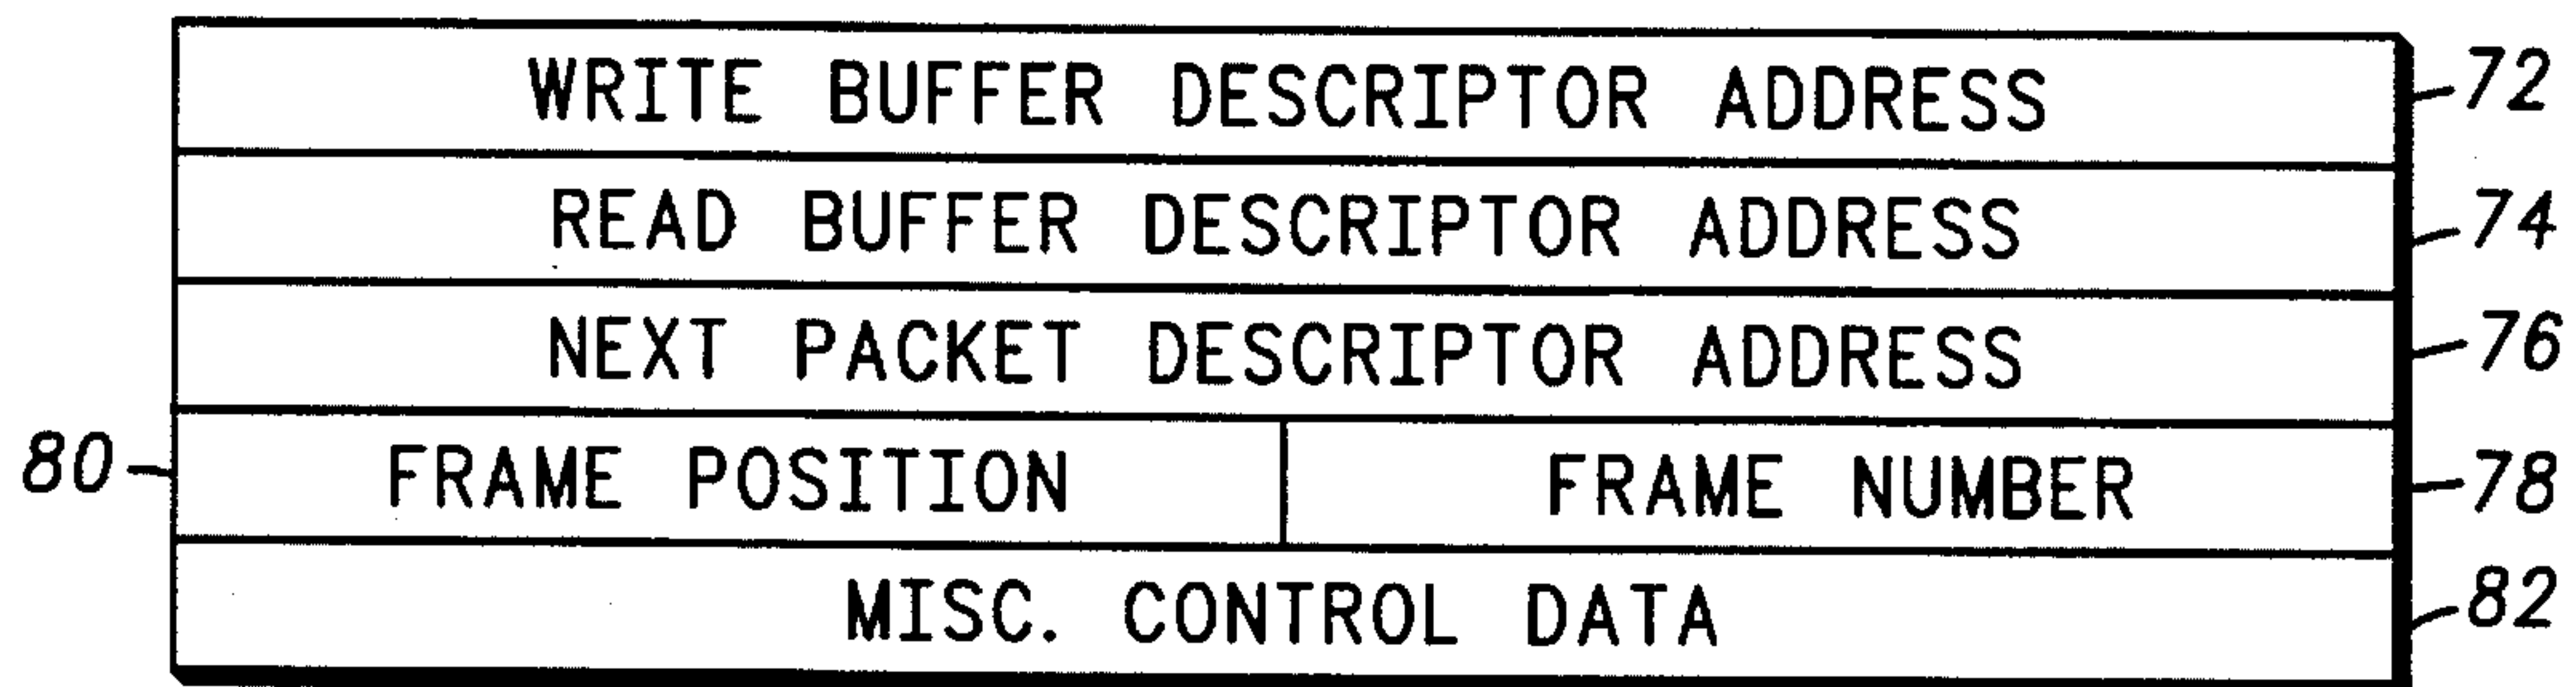 WRITE BUFFER DESCRIPTOR ADDRESS 72
READ BUFFER DESCRIPTOR ADDRESS 74
NEXT PACKET DESCRIPTOR ADDRESS 76
80 FRAME POSITION FRAME NUMBER 78
MISC. CONTROL DATA 82